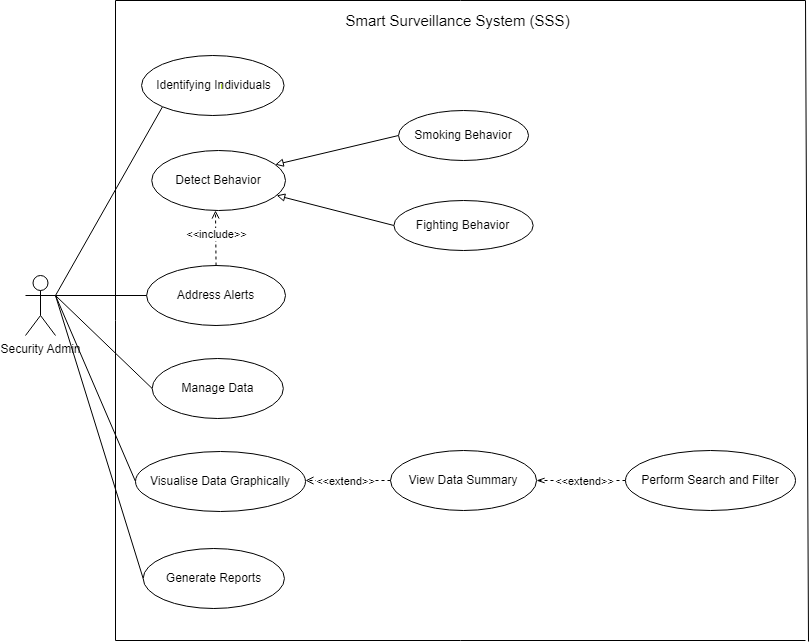 Smart Surveillance System (SSS)
Identifying Individuals
Smoking Behavior
Detect Behavior
Fighting Behavior
<<include>>
Address Alerts
Security Admin
Manage Data
Visualise Data Graphically
<<extend>>
View Data Summary
<<extend>>
Perform Search and Filter
Generate Reports